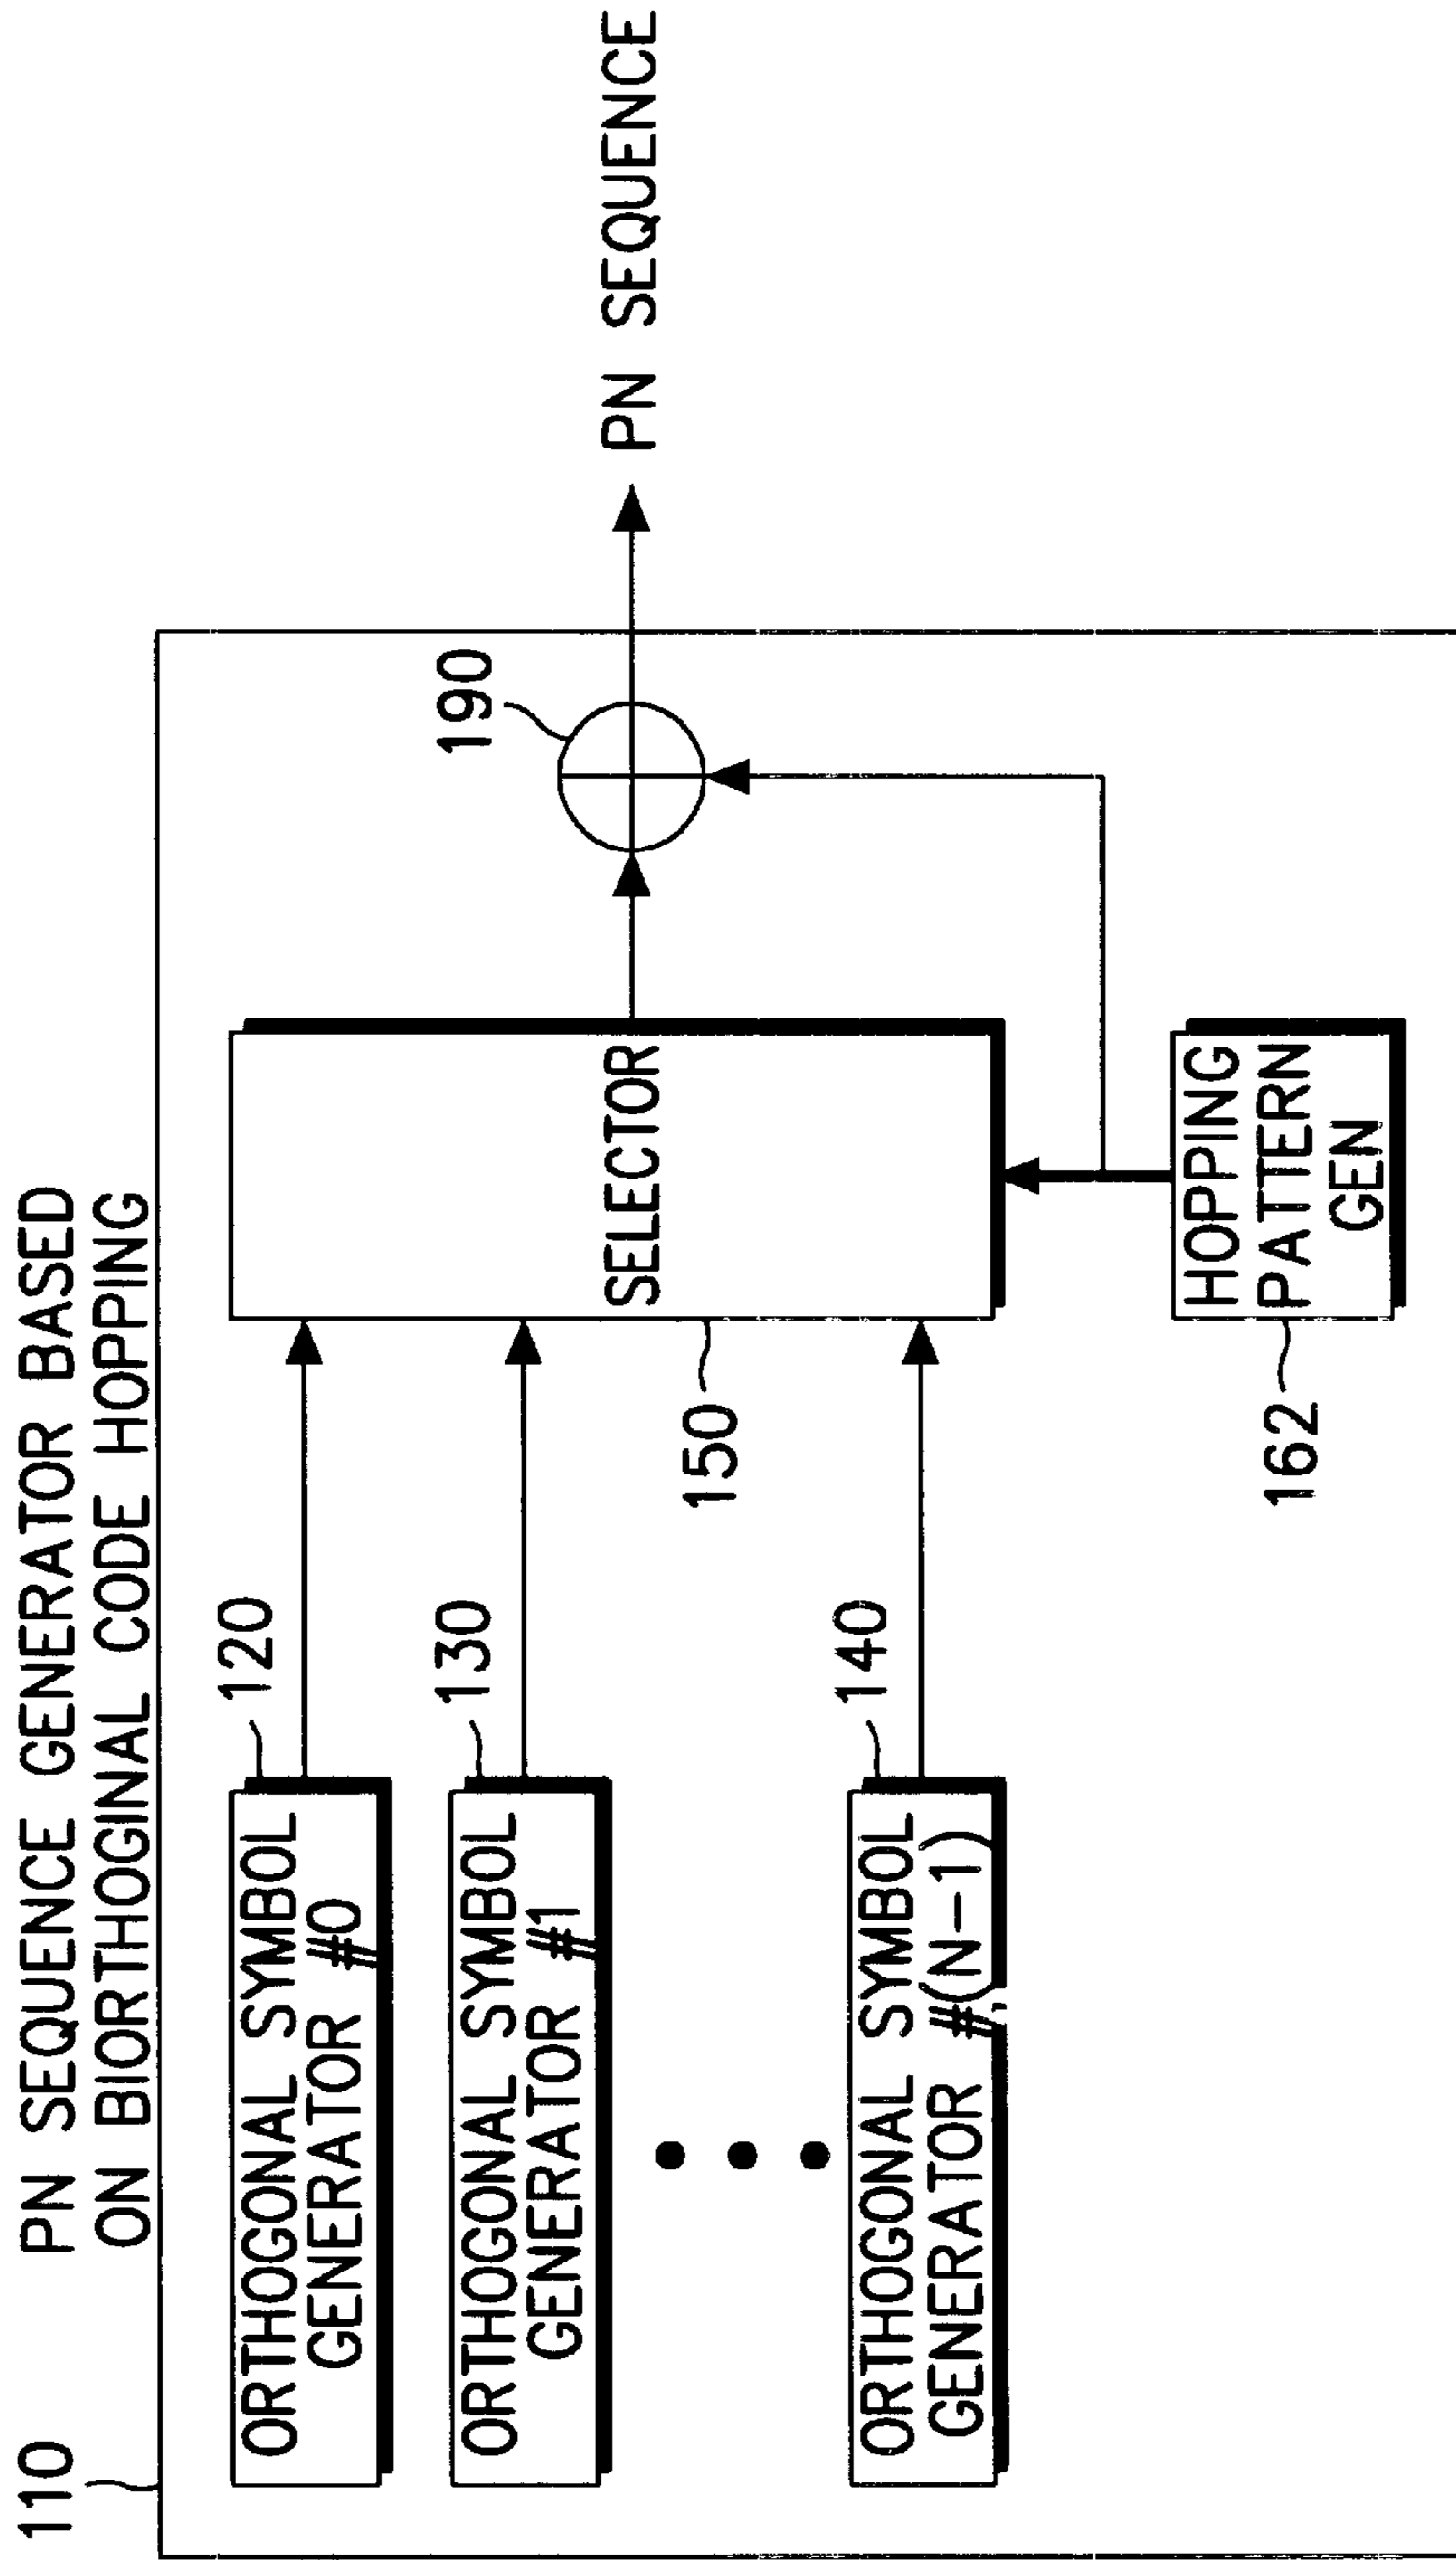 110
PN SEQUENCE GENERATOR BASED
ON BIORTHOGINAL CODE HOPPING
ORTHOGONAL SYMBOL
GENERATOR #0
120
ORTHOGONAL SYMBOL
GENERATOR #1
130
ORTHOGONAL SYMBOL
GENERATOR #(N-1)
140
SELECTOR
150
HOPPING
PATTERN
GEN
162
190
PN SEQUENCE